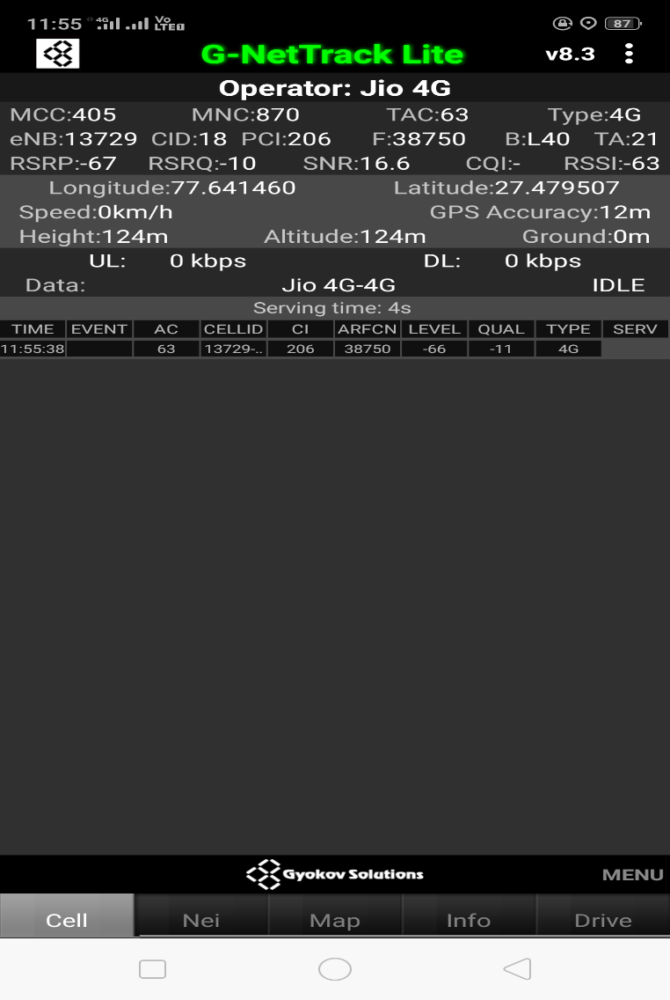 11:55 4G Vo LTE 1 87
G-NetTrack Lite v8.3
Operator: Jio 4G
MCC:405 MNC:870 TAC:63 Type:4G
eNB:13729 CID:18 PCI:206 F:38750 B:L40 TA:21
RSRP:-67 RSRQ:-10 SNR:16.6 CQI:- RSSI:-63
Longitude:77.641460 Latitude:27.479507
Speed:0km/h GPS Accuracy:12m
Height:124m Altitude:124m Ground:0m
UL: 0 kbps DL: 0 kbps
Data: Jio 4G-4G IDLE
Serving time: 4s
TIME EVENT AC CELLID CI ARFCN LEVEL QUAL TYPE SERV
11:55:38 63 13729-.. 206 38750 -66 -11 4G
Gyokov Solutions MENU
Cell Nei Map Info Drive